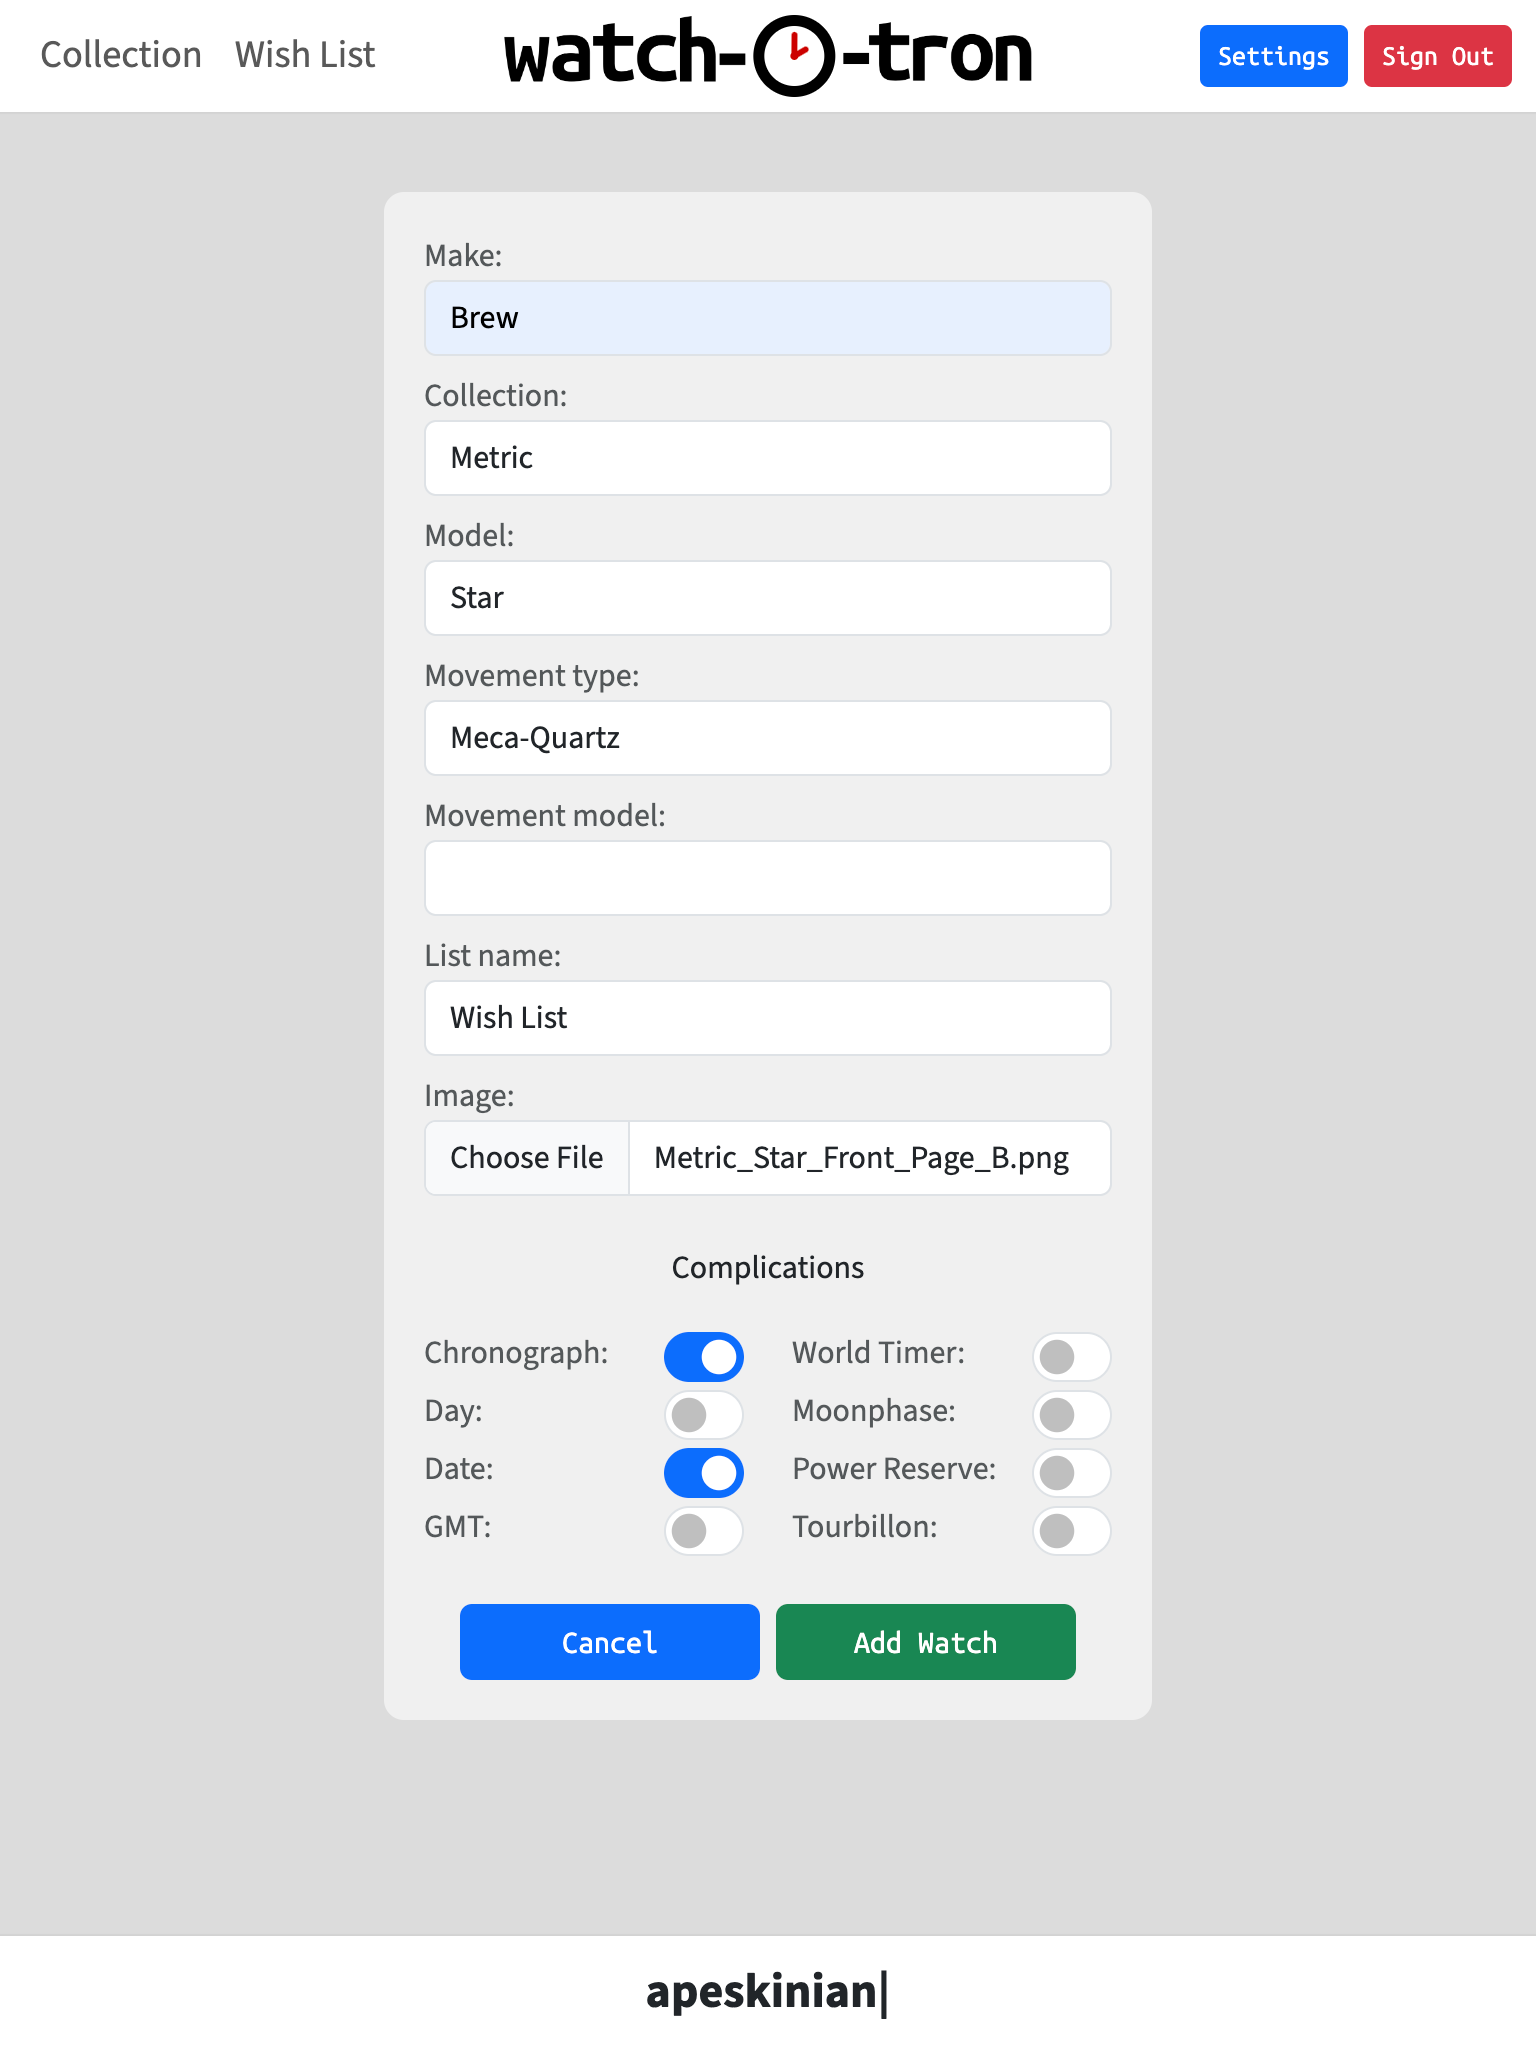 Collection Wish List watch-O-tron Settings Sign Out
Make:
Brew
Collection:
Metric
Model:
Star
Movement type:
Meca-Quartz
Movement model:
List name:
Wish List
Image:
Choose File Metric_Star_Front_Page_B.png
Complications
Chronograph: World Timer:
Day: Moonphase:
Date: Power Reserve:
GMT: Tourbillon:
Cancel Add Watch
apeskinian|